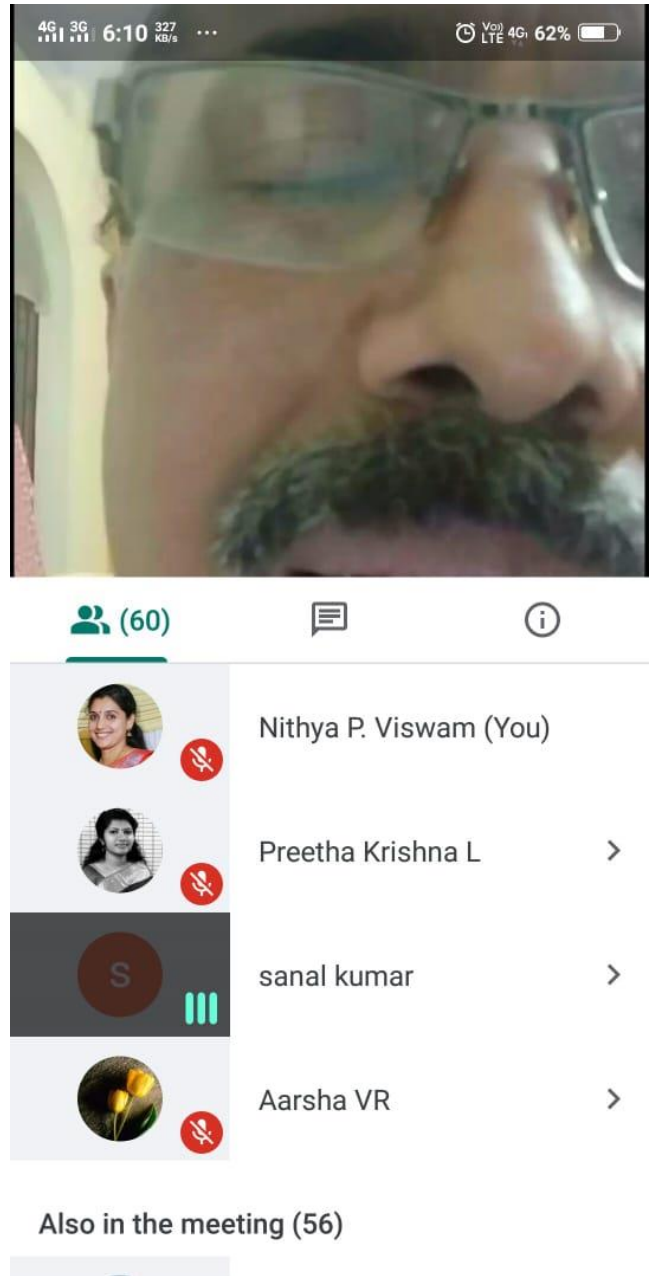 4G 3G 6:10 327 KB/s ... Vo) LTE 4G 62%
(60)
Nithya P. Viswam (You)
Preetha Krishna L
S
sanal kumar
Aarsha VR
Also in the meeting (56)